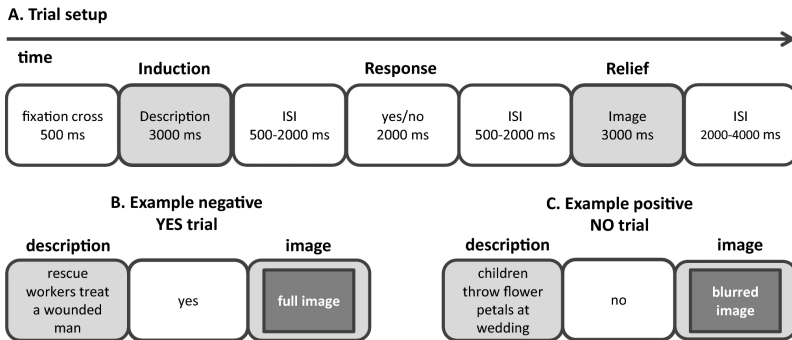 A. Trial setup
time
Induction
Response
Relief
fixation cross
500 ms
Description
3000 ms
ISI
500-2000 ms
yes/no
2000 ms
ISI
500-2000 ms
Image
3000 ms
ISI
2000-4000 ms
B. Example negative
YES trial
description
image
rescue
workers treat
a wounded
man
yes
full image
C. Example positive
NO trial
description
image
children
throw flower
petals at
wedding
no
blurred
image